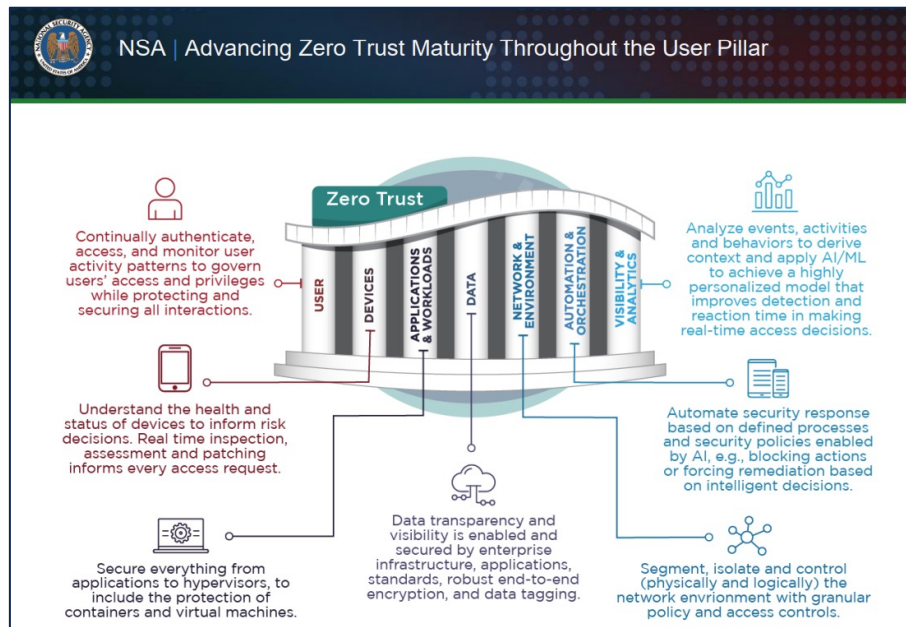 NATIONAL SECURITY AGENCY
UNITED STATES OF AMERICA
NSA | Advancing Zero Trust Maturity Throughout the User Pillar
Zero Trust
USER
DEVICES
APPLICATIONS
& WORKLOADS
DATA
NETWORK &
ENVIRONMENT
AUTOMATION &
ORCHESTRATION
VISIBILITY &
ANALYTICS
Continually authenticate,
access, and monitor user
activity patterns to govern
users' access and privileges
while protecting and
securing all interactions.
Analyze events, activities
and behaviors to derive
context and apply AI/ML
to achieve a highly
personalized model that
improves detection and
reaction time in making
real-time access decisions.
Understand the health and
status of devices to inform risk
decisions. Real time inspection,
assessment and patching
informs every access request.
Automate security response
based on defined processes
and security policies enabled
by AI, e.g., blocking actions
or forcing remediation based
on intelligent decisions.
Secure everything from
applications to hypervisors, to
include the protection of
containers and virtual machines.
Data transparency and
visibility is enabled and
secured by enterprise
infrastructure, applications,
standards, robust end-to-end
encryption, and data tagging.
Segment, isolate and control
(physically and logically) the
network envrionment with granular
policy and access controls.